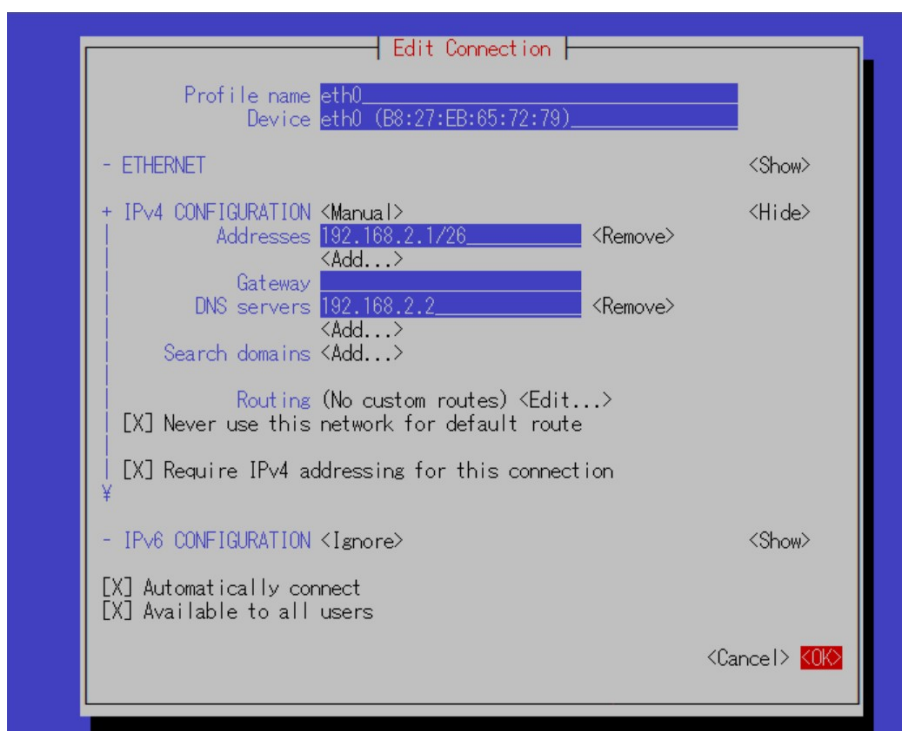 Edit Connection
Profile name eth0
Device eth0 (B8:27:EB:65:72:79)
- ETHERNET <Show>
+ IPv4 CONFIGURATION <Manual> <Hide>
Addresses 192.168.2.1/26 <Remove>
<Add...>
Gateway
DNS servers 192.168.2.2 <Remove>
<Add...>
Search domains <Add...>
Routing (No custom routes) <Edit...>
[X] Never use this network for default route
[X] Require IPv4 addressing for this connection
¥
- IPv6 CONFIGURATION <Ignore> <Show>
[X] Automatically connect
[X] Available to all users
<Cancel> <OK>